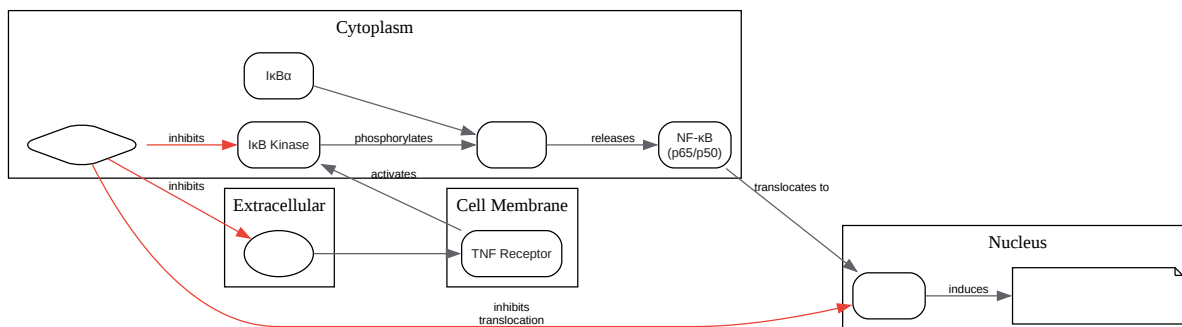 Cytoplasm
IκBα
inhibits
IκB Kinase
phosphorylates
releases
NF-κB
(p65/p50)
activates
translocates to
inhibits
Extracellular
Cell Membrane
TNF Receptor
Nucleus
induces
inhibits
translocation